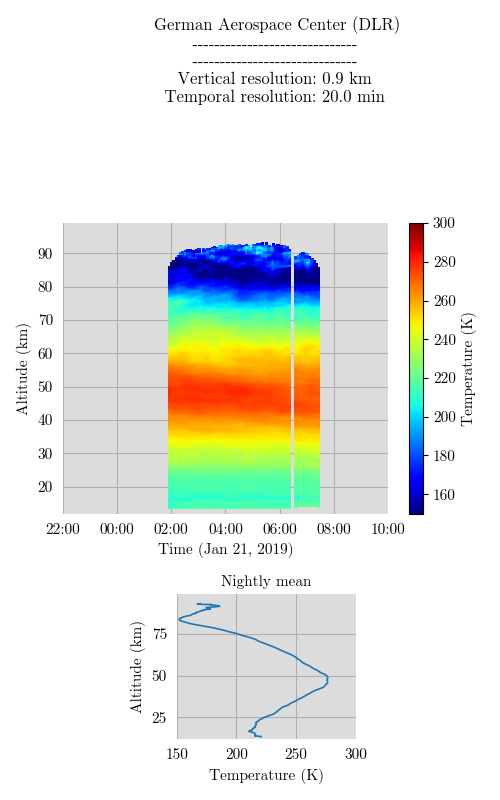 German Aerospace Center (DLR)
------------------------------
------------------------------
Vertical resolution: 0.9 km
Temporal resolution: 20.0 min
90
80
70
60
50
40
30
20
Altitude (km)
22:00 00:00 02:00 04:00 06:00 08:00 10:00
Time (Jan 21, 2019)
300
280
260
240
220
200
180
160
Temperature (K)
Nightly mean
75
50
25
Altitude (km)
150 200 250 300
Temperature (K)